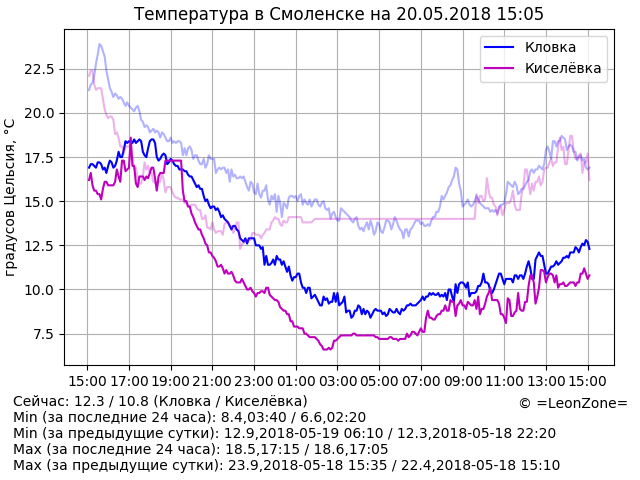 Температура в Смоленске на 20.05.2018 15:05
Кловка
Киселёвка
градусов Цельсия, °C
22.5
20.0
17.5
15.0
12.5
10.0
7.5
15:00 17:00 19:00 21:00 23:00 01:00 03:00 05:00 07:00 09:00 11:00 13:00 15:00
Сейчас: 12.3 / 10.8 (Кловка / Киселёвка)
© =LeonZone=
Min (за последние 24 часа): 8.4,03:40 / 6.6,02:20
Min (за предыдущие сутки): 12.9,2018-05-19 06:10 / 12.3,2018-05-18 22:20
Max (за последние 24 часа): 18.5,17:15 / 18.6,17:05
Max (за предыдущие сутки): 23.9,2018-05-18 15:35 / 22.4,2018-05-18 15:10